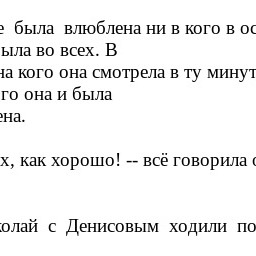 была влюблена ни в кого в
ыла во всех. В
на кого она смотрела в ту минут
го она и была
ена.
х, как хорошо! -- всё говорила
колай с Денисовым ходили по